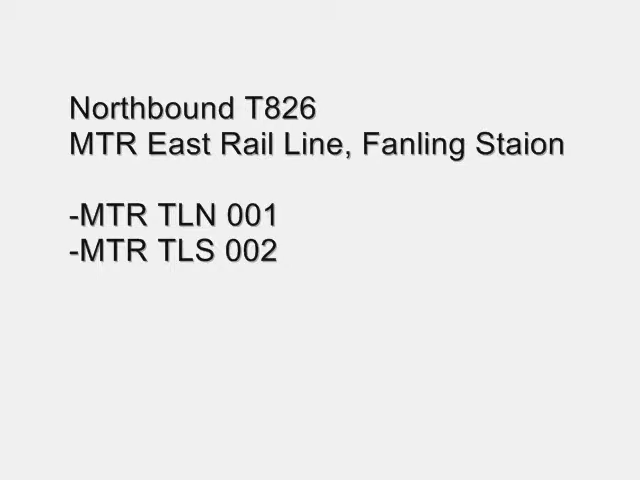 Northbound T826
MTR East Rail Line, Fanling Staion
-MTR TLN 001
-MTR TLS 002